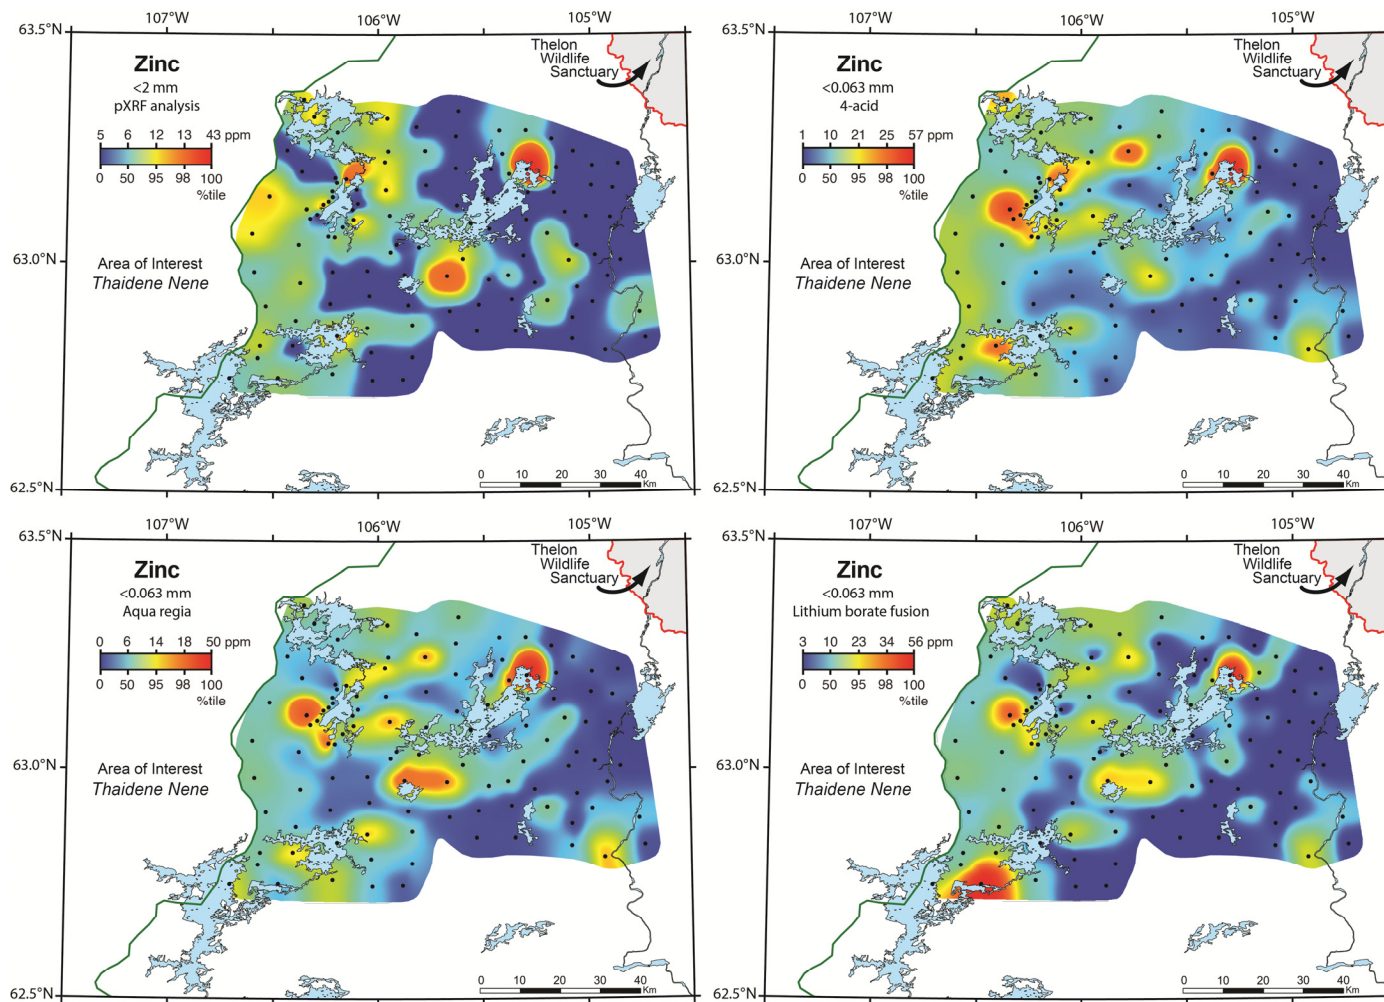 107°W 106°W 105°W
63.5°N
Zinc
<2 mm
pXRF analysis
5 6 12 13 43 ppm
0 50 95 98 100
%tile
Thelon
Wildlife
Sanctuary
63.0°N
Area of Interest
Thaidene Nene
62.5°N
0 10 20 30 40
Km
107°W 106°W 105°W
63.5°N
Zinc
<0.063 mm
4-acid
1 10 21 25 57 ppm
0 50 95 98 100
%tile
Thelon
Wildlife
Sanctuary
63.0°N
Area of Interest
Thaidene Nene
62.5°N
0 10 20 30 40
Km
107°W 106°W 105°W
63.5°N
Zinc
<0.063 mm
Aqua regia
0 6 14 18 50 ppm
0 50 95 98 100
%tile
Thelon
Wildlife
Sanctuary
63.0°N
Area of Interest
Thaidene Nene
62.5°N
0 10 20 30 40
Km
107°W 106°W 105°W
63.5°N
Zinc
<0.063 mm
Lithium borate fusion
3 10 23 34 56 ppm
0 50 95 98 100
%tile
Thelon
Wildlife
Sanctuary
63.0°N
Area of Interest
Thaidene Nene
62.5°N
0 10 20 30 40
Km